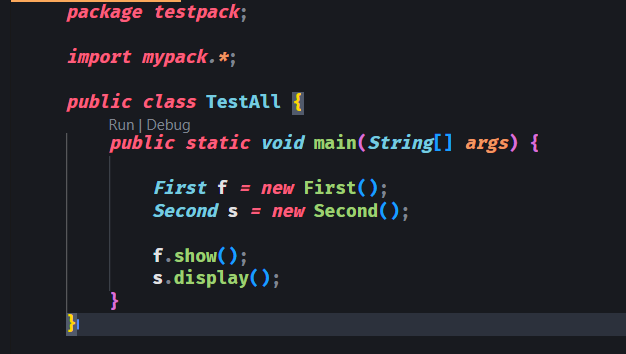 package testpack;
import mypack.*;
public class TestAll {
Run | Debug
public static void main(String[] args) {
First f = new First();
Second s = new Second();
f.show();
s.display();
}
}